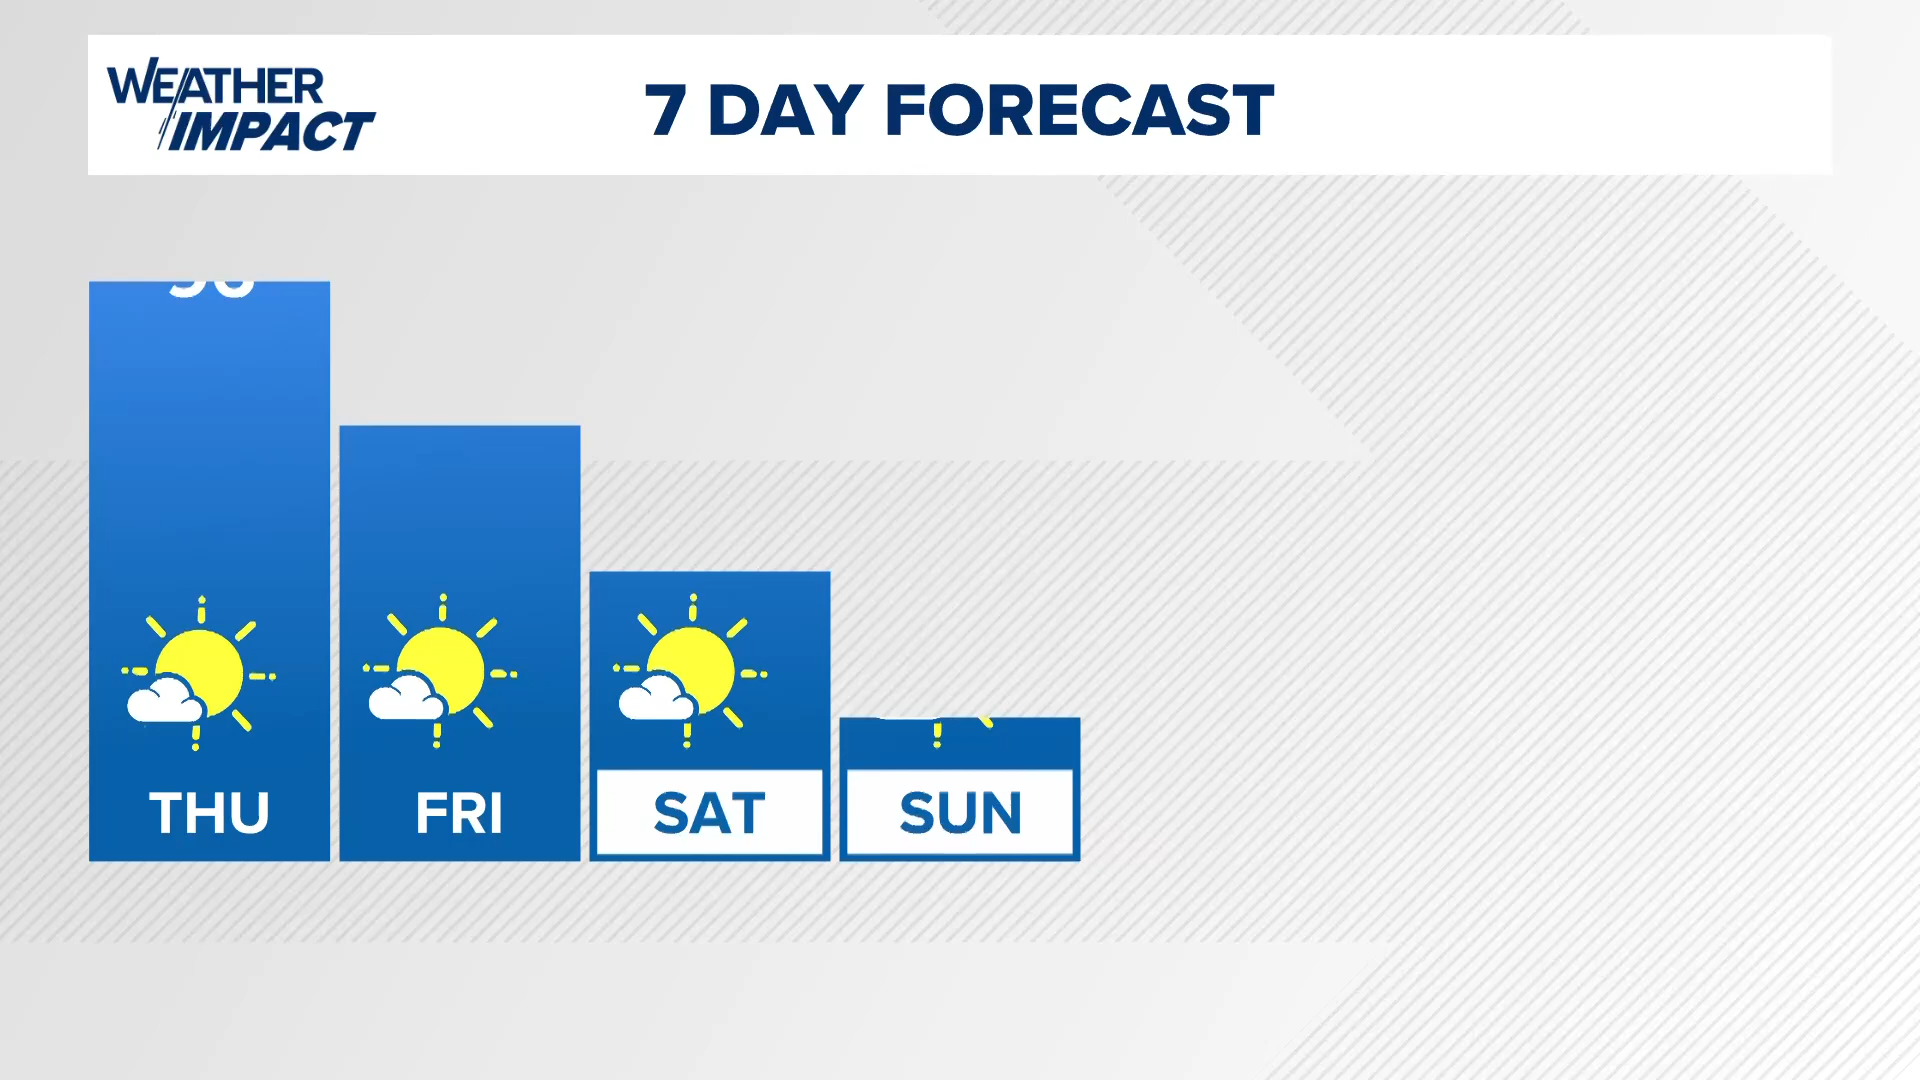 WEATHER
IMPACT
7 DAY FORECAST
THU
FRI
SAT
SUN